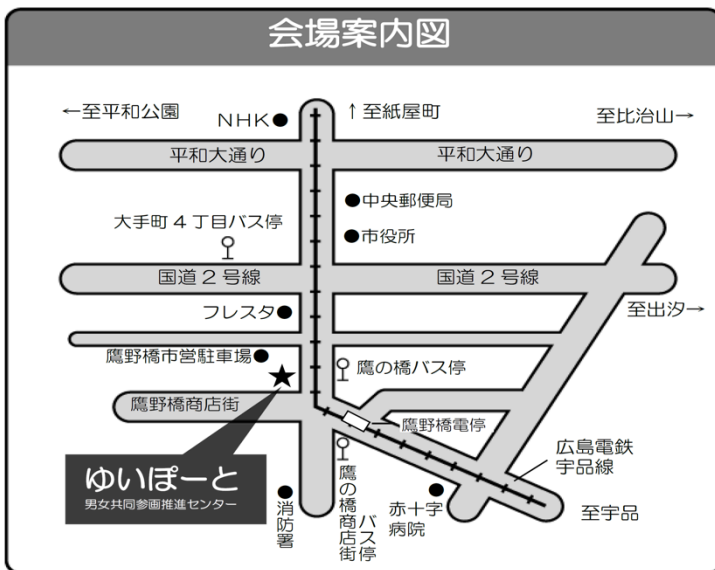 会場案内図
←至平和公園
NHK
↑至紙屋町
至比治山→
平和大通り
平和大通り
中央郵便局
大手町4丁目バス停
市役所
国道2号線
国道2号線
フレスタ
至出汐→
鷹野橋市営駐車場
鷹の橋バス停
鷹野橋商店街
鷹野橋電停
広島電鉄
宇品線
ゆいぽーと
男女共同参画推進センター
消防署
鷹の橋商店街
バス停
赤十字
病院
至宇品